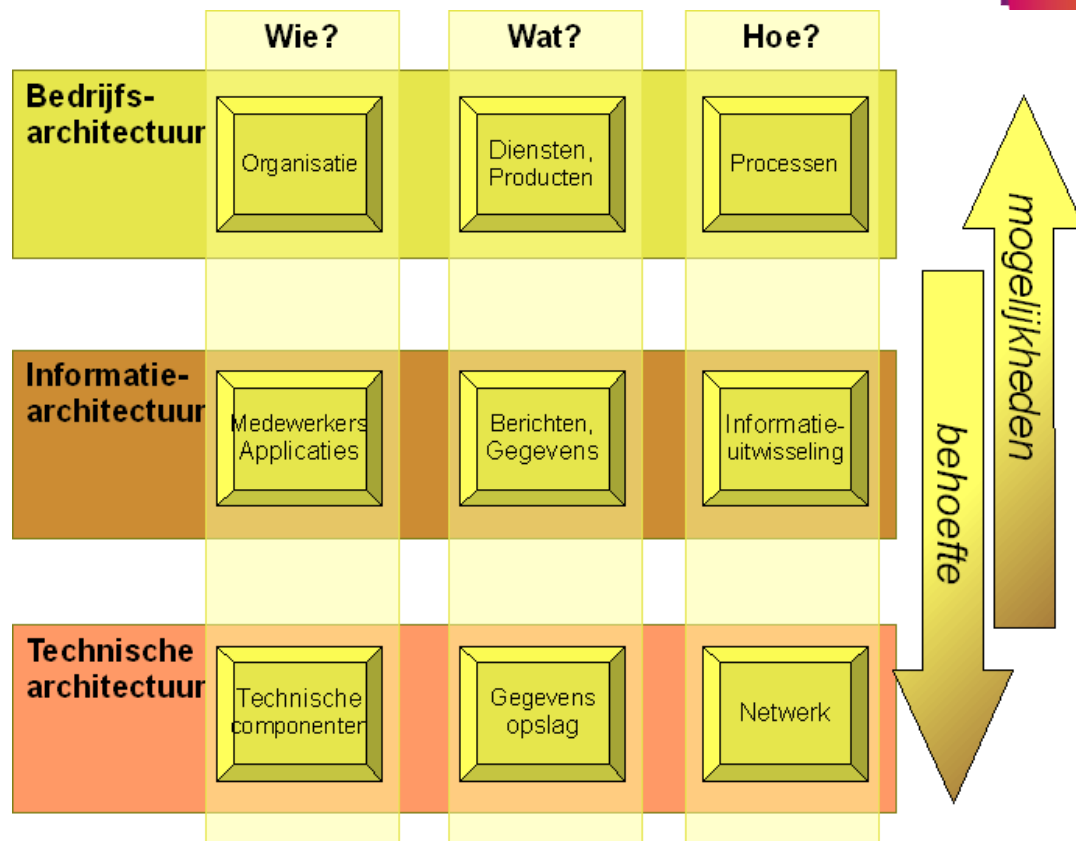 Wie?
Wat?
Hoe?
Bedrijfs-
architectuur
Organisatie
Diensten,
Producten
Processen
Informatie-
architectuur
Medewerkers
Applicaties
Berichten,
Gegevens
Informatie-
uitwisseling
Technische
architectuur
Technische
componenten
Gegevens
opslag
Netwerk
behoefte
mogelijkheden